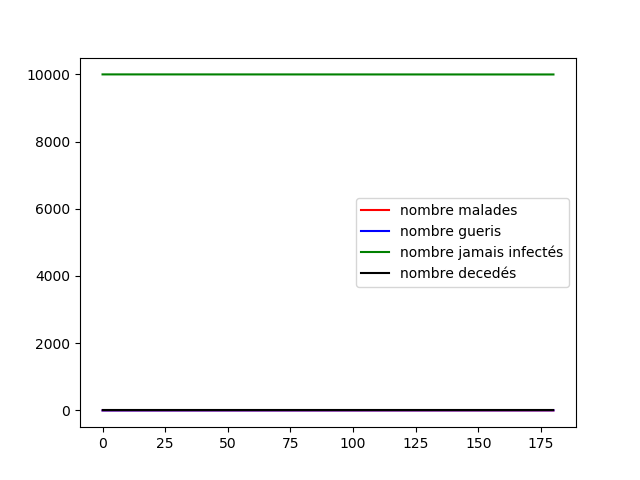 10000
8000
6000
4000
2000
0
nombre malades
nombre gueris
nombre jamais infectés
nombre decedés
0 25 50 75 100 125 150 175